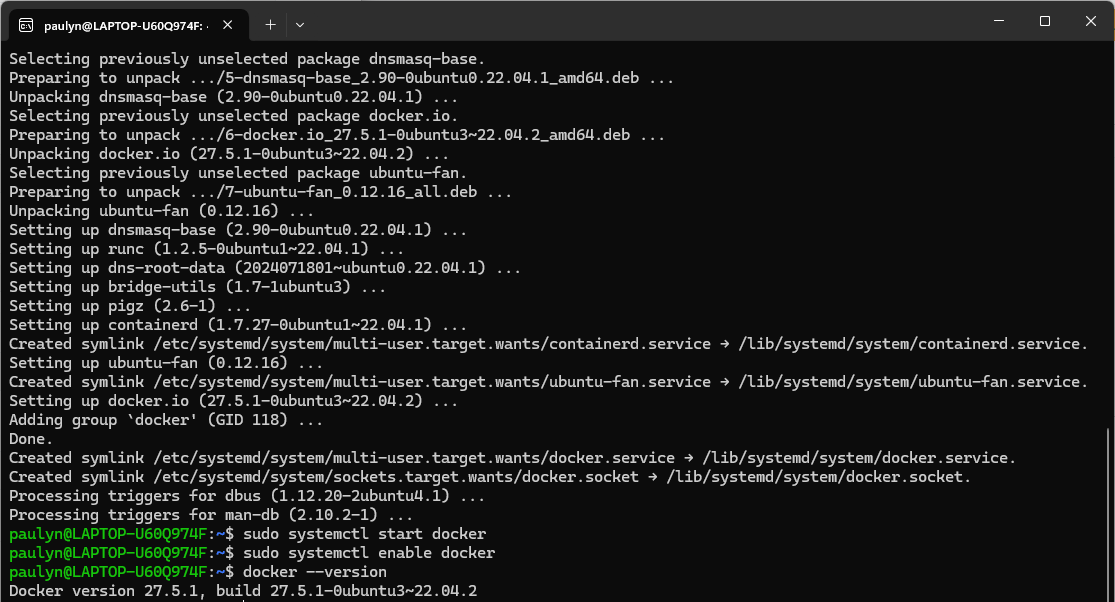 paulyn@LAPTOP-U60Q974F: ·
Selecting previously unselected package dnsmasq-base.
Preparing to unpack .../5-dnsmasq-base_2.90-0ubuntu0.22.04.1_amd64.deb ...
Unpacking dnsmasq-base (2.90-0ubuntu0.22.04.1) ...
Selecting previously unselected package docker.io.
Preparing to unpack .../6-docker.io_27.5.1-0ubuntu3~22.04.2_amd64.deb ...
Unpacking docker.io (27.5.1-0ubuntu3~22.04.2) ...
Selecting previously unselected package ubuntu-fan.
Preparing to unpack .../7-ubuntu-fan_0.12.16_all.deb ...
Unpacking ubuntu-fan (0.12.16) ...
Setting up dnsmasq-base (2.90-0ubuntu0.22.04.1) ...
Setting up runc (1.2.5-0ubuntu1~22.04.1) ...
Setting up dns-root-data (2024071801~ubuntu0.22.04.1) ...
Setting up bridge-utils (1.7-1ubuntu3) ...
Setting up pigz (2.6-1) ...
Setting up containerd (1.7.27-0ubuntu1~22.04.1) ...
Created symlink /etc/systemd/system/multi-user.target.wants/containerd.service → /lib/systemd/system/containerd.service.
Setting up ubuntu-fan (0.12.16) ...
Created symlink /etc/systemd/system/multi-user.target.wants/ubuntu-fan.service → /lib/systemd/system/ubuntu-fan.service.
Setting up docker.io (27.5.1-0ubuntu3~22.04.2) ...
Adding group `docker' (GID 118) ...
Done.
Created symlink /etc/systemd/system/multi-user.target.wants/docker.service → /lib/systemd/system/docker.service.
Created symlink /etc/systemd/system/sockets.target.wants/docker.socket → /lib/systemd/system/docker.socket.
Processing triggers for dbus (1.12.20-2ubuntu4.1) ...
Processing triggers for man-db (2.10.2-1) ...
paulyn@LAPTOP-U60Q974F:~$ sudo systemctl start docker
paulyn@LAPTOP-U60Q974F:~$ sudo systemctl enable docker
paulyn@LAPTOP-U60Q974F:~$ docker --version
Docker version 27.5.1, build 27.5.1-0ubuntu3~22.04.2